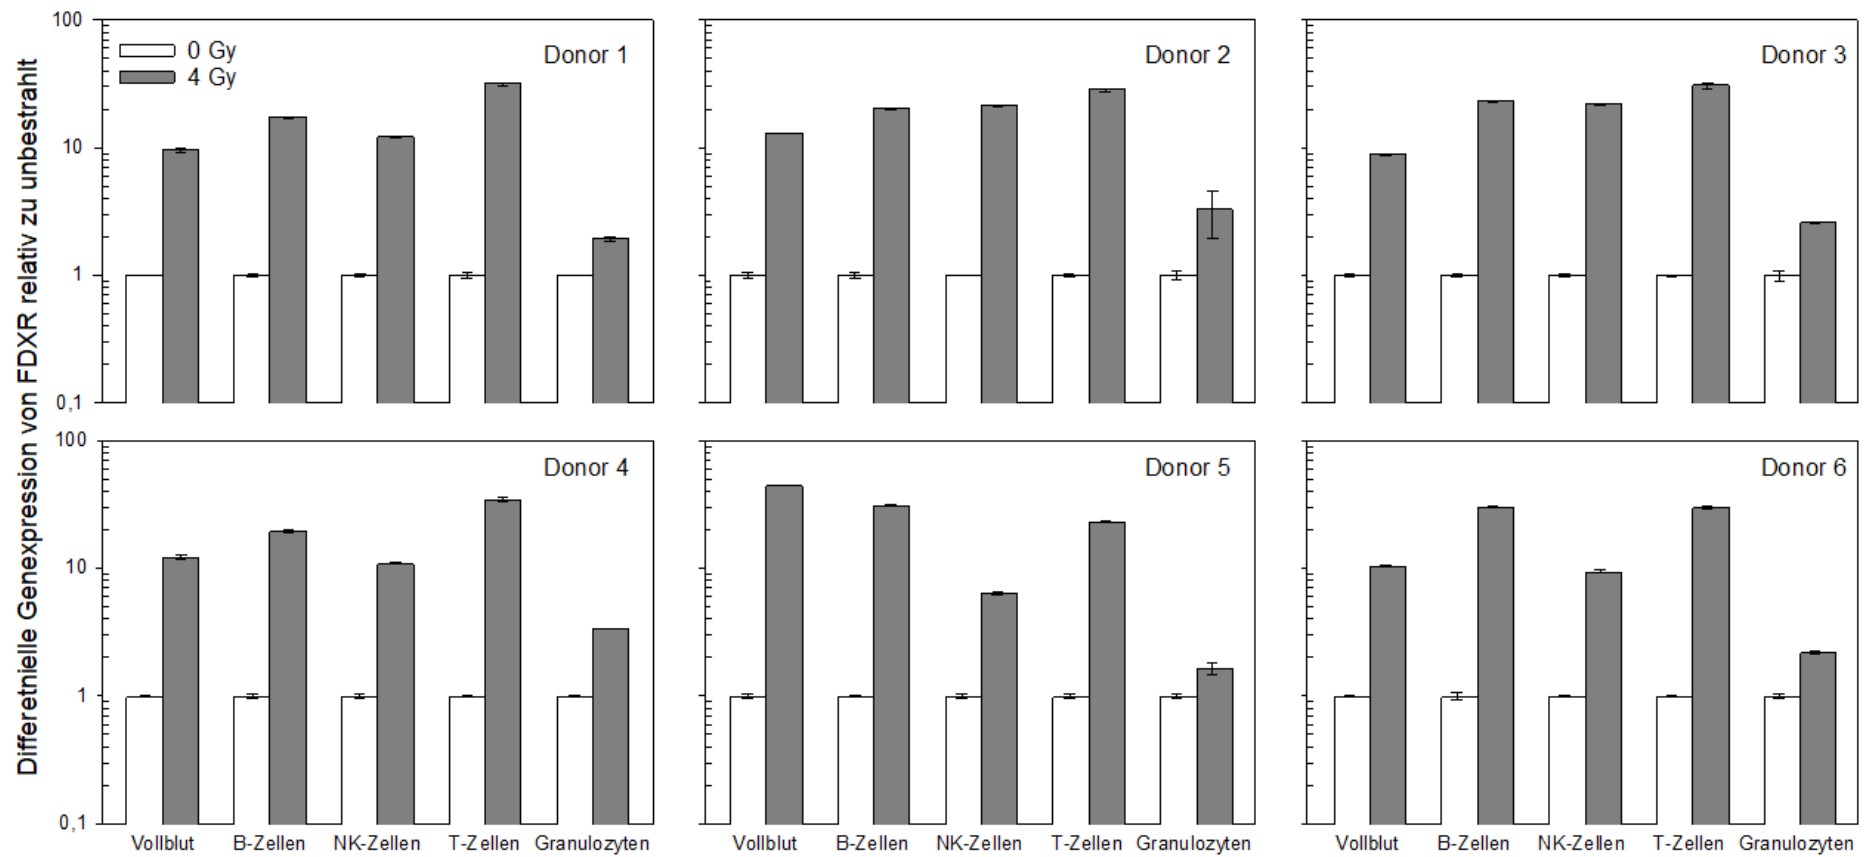 Differetnielle Genexpression von FDXR relativ zu unbestrahlt
100
10
1
0,1
0 Gy
4 Gy
Donor 1
Donor 2
Donor 3
100
10
1
0,1
Donor 4
Donor 5
Donor 6
Vollblut B-Zellen NK-Zellen T-Zellen Granulozyten
Vollblut B-Zellen NK-Zellen T-Zellen Granulozyten
Vollblut B-Zellen NK-Zellen T-Zellen Granulozyten